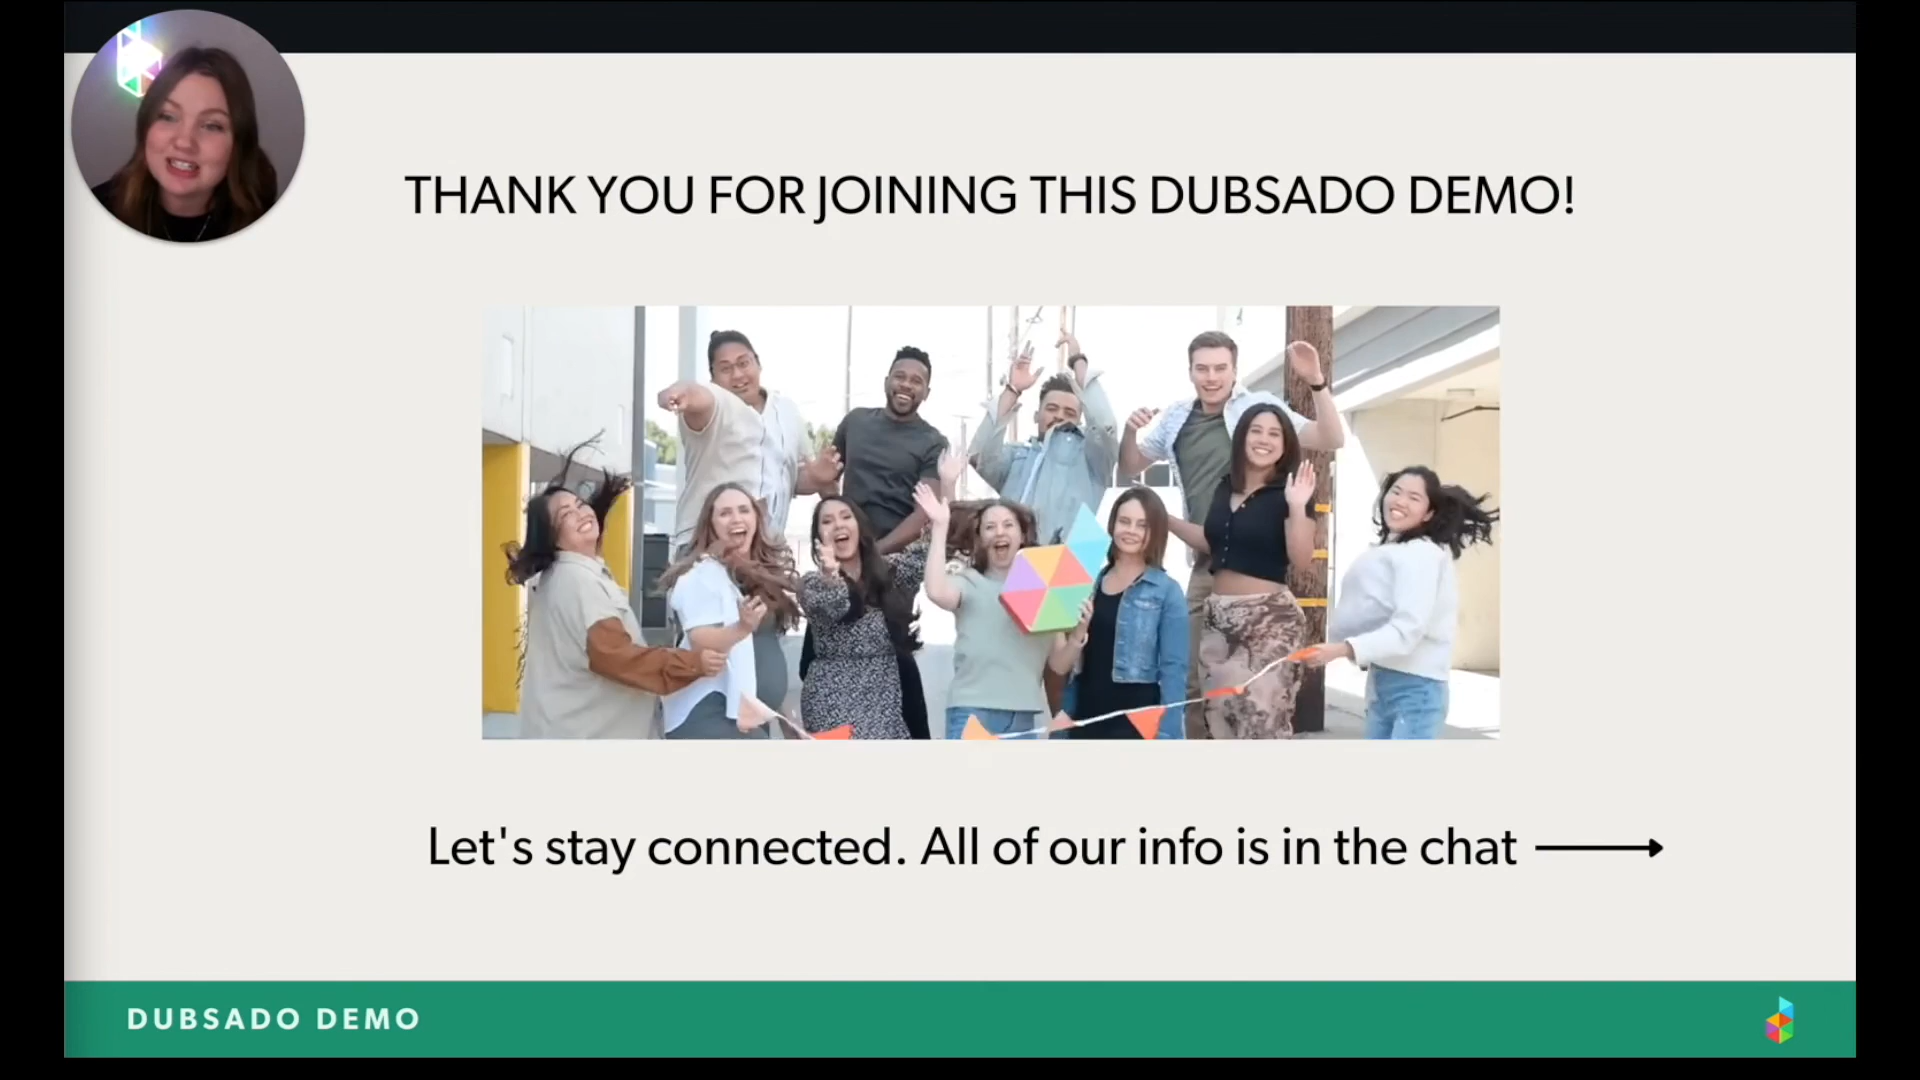 THANK YOU FOR JOINING THIS DUBSADO DEMO!
Let's stay connected. All of our info is in the chat
DUBSADO DEMO